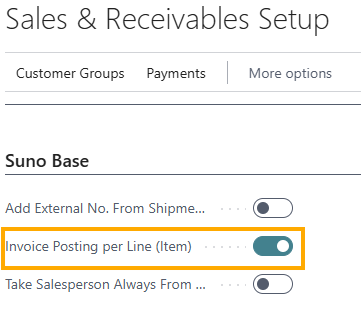 Sales & Receivables Setup
Customer Groups Payments More options
Suno Base
Add External No. From Shipme...
Invoice Posting per Line (Item)
Take Salesperson Always From ...